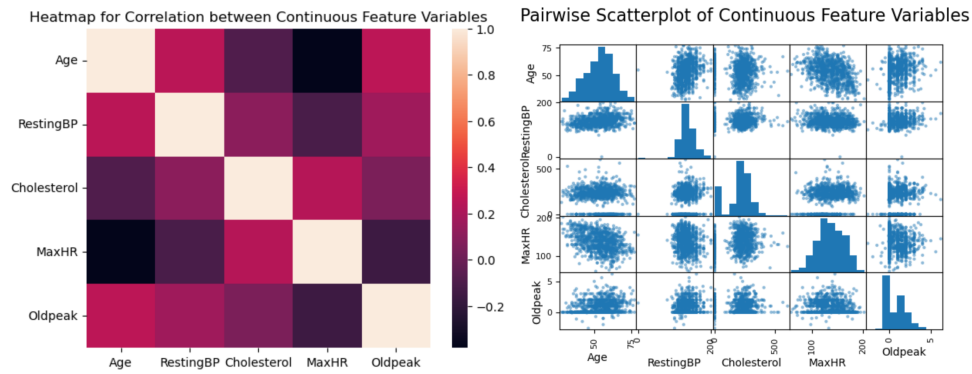 Heatmap for Correlation between Continuous Feature Variables
Age
RestingBP
Cholesterol
MaxHR
Oldpeak
Age RestingBP Cholesterol MaxHR Oldpeak
1.0
0.8
0.6
0.4
0.2
0.0
−0.2
Pairwise Scatterplot of Continuous Feature Variables
75
50
Age
200
0
RestingBP
500
Cholesterol
200
100
MaxHR
5
0
Oldpeak
50 75 0 200 0 500 100 200 0 5
Age RestingBP Cholesterol MaxHR Oldpeak